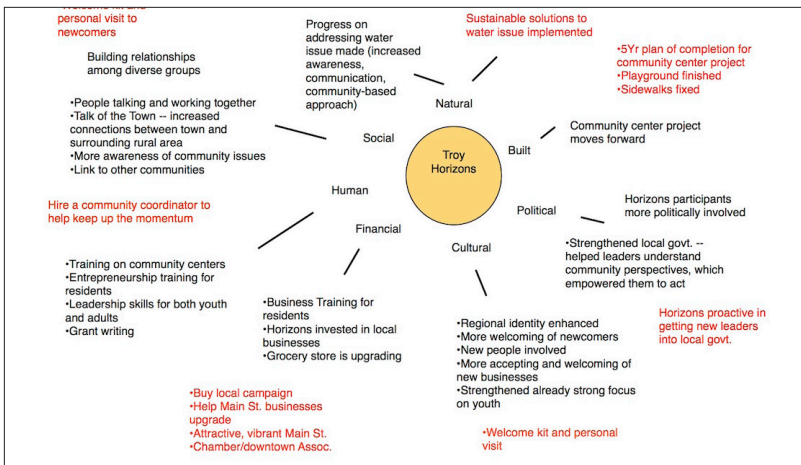 Welcome kit and
personal visit to
newcomers
Building relationships
among diverse groups
•People talking and working together
•Talk of the Town -- increased
connections between town and
surrounding rural area
•More awareness of community issues
•Link to other communities
Progress on
addressing water
issue made (increased
awareness,
communication,
community-based
approach)
Sustainable solutions to
water issue implemented
•5Yr plan of completion for
community center project
•Playground finished
•Sidewalks fixed
Natural
Social
Troy
Horizons
Built
Community center project
moves forward
Human
Political
Horizons participants
more politically involved
Hire a community coordinator to
help keep up the momentum
Financial
Cultural
•Strengthened local govt. --
helped leaders understand
community perspectives, which
empowered them to act
•Training on community centers
•Entrepreneurship training for
residents
•Leadership skills for both youth
and adults
•Grant writing
•Business Training for
residents
•Horizons invested in local
businesses
•Grocery store is upgrading
•Regional identity enhanced
•More welcoming of newcomers
•New people involved
•More accepting and welcoming of
new businesses
•Strengthened already strong focus
on youth
Horizons proactive in
getting new leaders
into local govt.
•Buy local campaign
•Help Main St. businesses
upgrade
•Attractive, vibrant Main St.
•Chamber/downtown Assoc.
•Welcome kit and personal
visit